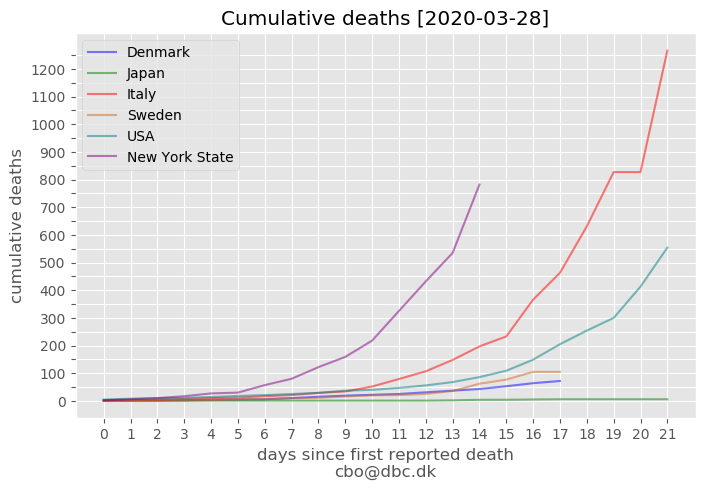 Cumulative deaths [2020-03-28]
Denmark
Japan
Italy
Sweden
USA
New York State
cumulative deaths
1200
1100
1000
900
800
700
600
500
400
300
200
100
0
0 1 2 3 4 5 6 7 8 9 10 11 12 13 14 15 16 17 18 19 20 21
days since first reported death
cbo@dbc.dk